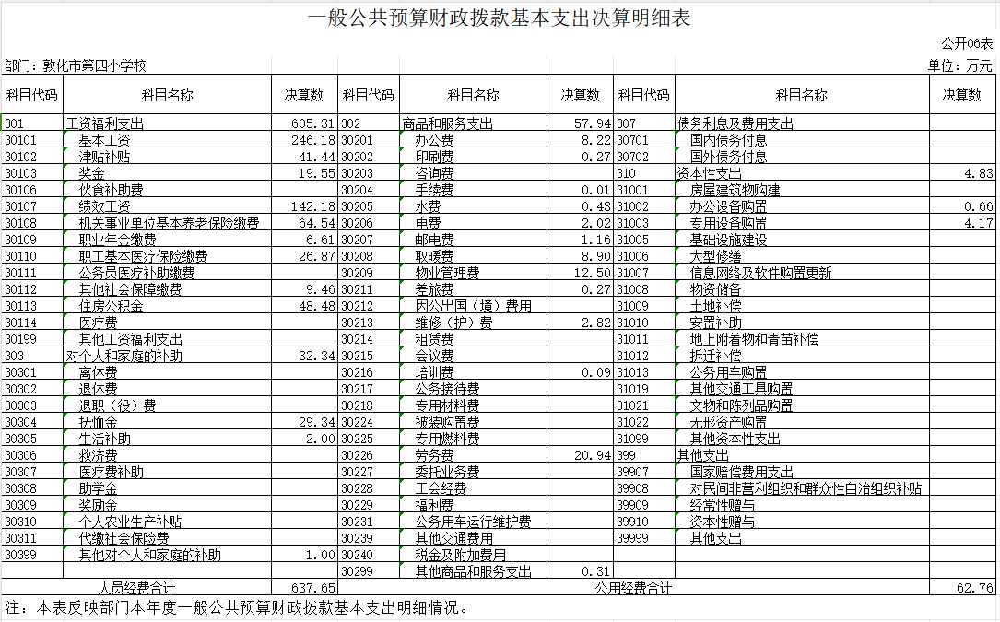 一般公共预算财政拨款基本支出决算明细表
公开06表
部门：敦化市第四小学校 单位：万元
科目代码 科目名称 决算数 科目代码 科目名称 决算数 科目代码 科目名称 决算数
301 工资福利支出 605.31 302 商品和服务支出 57.94 307 债务利息及费用支出
30101 基本工资 246.18 30201 办公费 8.22 30701 国内债务付息
30102 津贴补贴 41.44 30202 印刷费 0.27 30702 国外债务付息
30103 奖金 19.55 30203 咨询费 310 资本性支出 4.83
30106 伙食补助费 30204 手续费 0.01 31001 房屋建筑物购建
30107 绩效工资 142.18 30205 水费 0.43 31002 办公设备购置 0.66
30108 机关事业单位基本养老保险缴费 64.54 30206 电费 2.02 31003 专用设备购置 4.17
30109 职业年金缴费 6.61 30207 邮电费 1.16 31005 基础设施建设
30110 职工基本医疗保险缴费 26.87 30208 取暖费 8.90 31006 大型修缮
30111 公务员医疗补助缴费 30209 物业管理费 12.50 31007 信息网络及软件购置更新
30112 其他社会保障缴费 9.46 30211 差旅费 0.27 31008 物资储备
30113 住房公积金 48.48 30212 因公出国（境）费用 31009 土地补偿
30114 医疗费 30213 维修（护）费 2.82 31010 安置补助
30199 其他工资福利支出 30214 租赁费 31011 地上附着物和青苗补偿
303 对个人和家庭的补助 32.34 30215 会议费 31012 拆迁补偿
30301 离休费 30216 培训费 0.09 31013 公务用车购置
30302 退休费 30217 公务接待费 31019 其他交通工具购置
30303 退职（役）费 30218 专用材料费 31021 文物和陈列品购置
30304 抚恤金 29.34 30224 被装购置费 31022 无形资产购置
30305 生活补助 2.00 30225 专用燃料费 31099 其他资本性支出
30306 救济费 30226 劳务费 20.94 399 其他支出
30307 医疗费补助 30227 委托业务费 39907 国家赔偿费用支出
30308 助学金 30228 工会经费 39908 对民间非营利组织和群众性自治组织补贴
30309 奖励金 30229 福利费 39909 经常性赠与
30310 个人农业生产补贴 30231 公务用车运行维护费 39910 资本性赠与
30311 代缴社会保险费 30239 其他交通费用 39999 其他支出
30399 其他对个人和家庭的补助 1.00 30240 税金及附加费用
30299 其他商品和服务支出 0.31
人员经费合计 637.65 公用经费合计 62.76
注：本表反映部门本年度一般公共预算财政拨款基本支出明细情况。